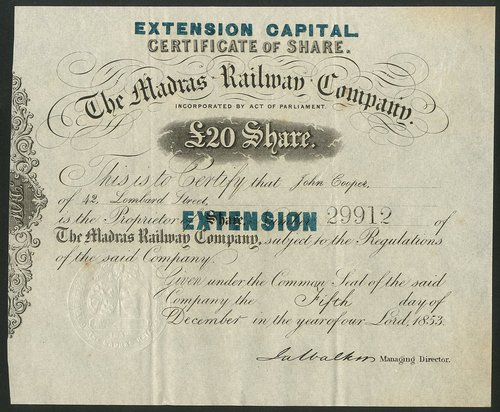 EXTENSION CAPITAL.
CERTIFICATE OF SHARE.
The Madras Railway Company.
INCORPORATED BY ACT OF PARLIAMENT.
£20 Share.
This is to Certify that John Cooper,
of 42, Lombard Street,
is the Proprietor Share, EXTENSION 29912 of
The Madras Railway Company, subject to the Regulations
of the said Company.
Given under the Common Seal of the said
Company the Fifth day of
December in the year of our Lord, 1853.
Managing Director.